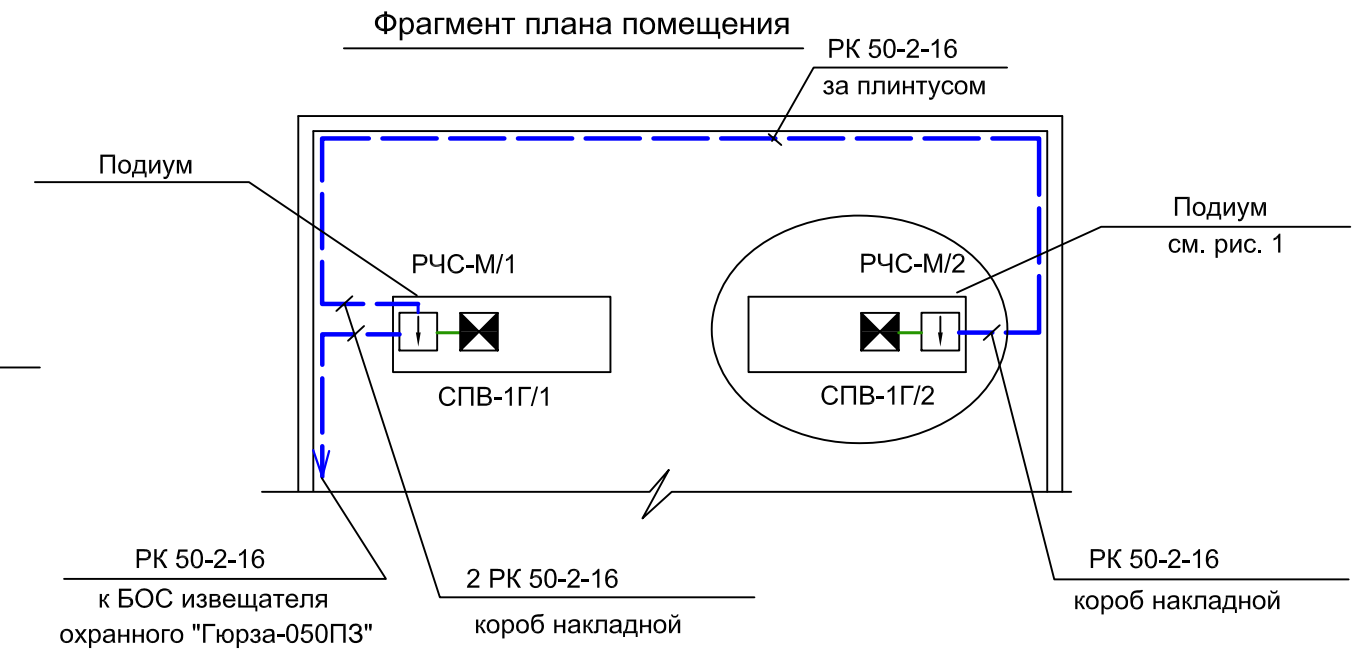 Фрагмент плана помещения
РК 50-2-16
за плинтусом
Подиум
Подиум
см. рис. 1
РЧС-М/1
РЧС-М/2
СПВ-1Г/1
СПВ-1Г/2
РК 50-2-16
к БОС извещателя
охранного "Гюрза-050ПЗ"
2 РК 50-2-16
короб накладной
РК 50-2-16
короб накладной